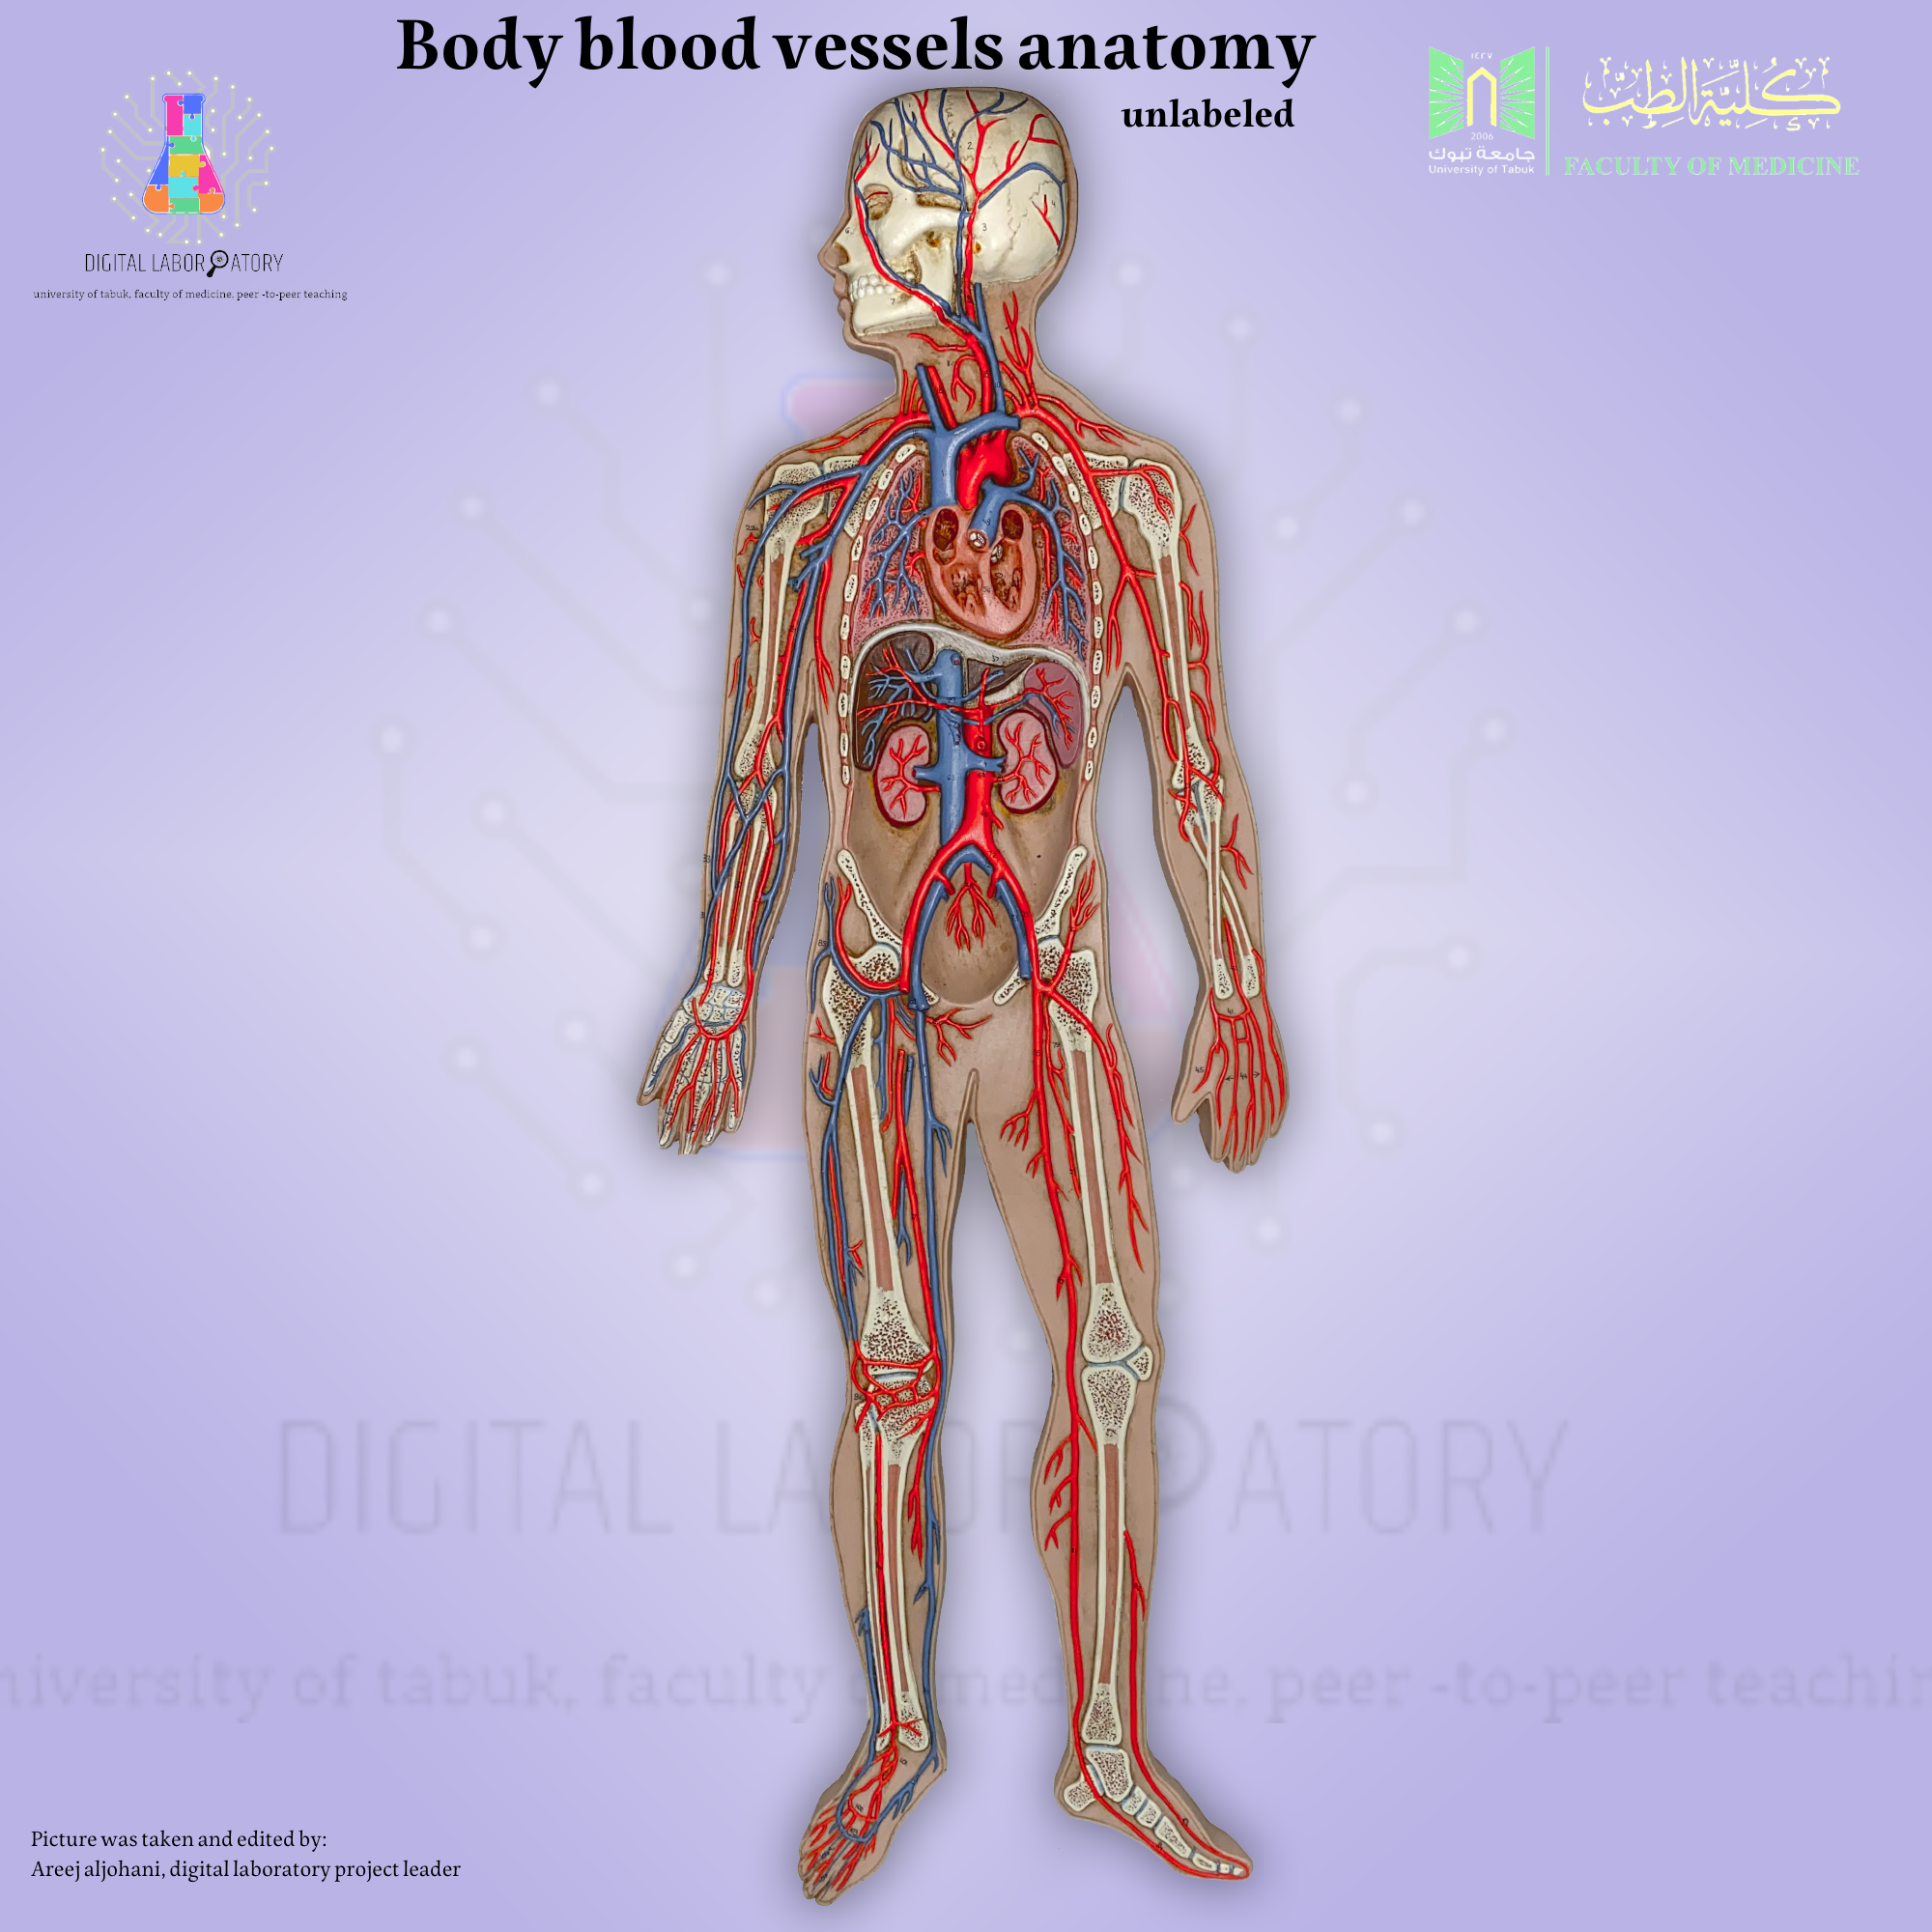 Body blood vessels anatomy
unlabeled
١٤٢٧
2006
جامعة تبوك
University of Tabuk
كلية الطب
FACULTY OF MEDICINE
DIGITAL LABORATORY
university of tabuk, faculty of medicine, peer -to-peer teaching
DIGITAL LABORATORY
university of tabuk, faculty of medicine, peer -to-peer teaching
Picture was taken and edited by:
Areej aljohani, digital laboratory project leader